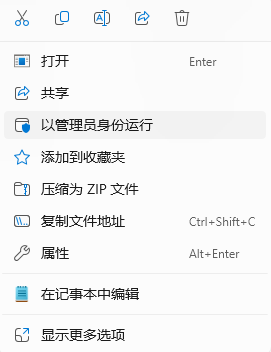 打开 Enter
共享
以管理员身份运行
添加到收藏夹
压缩为 ZIP 文件
复制文件地址 Ctrl+Shift+C
属性 Alt+Enter
在记事本中编辑
显示更多选项